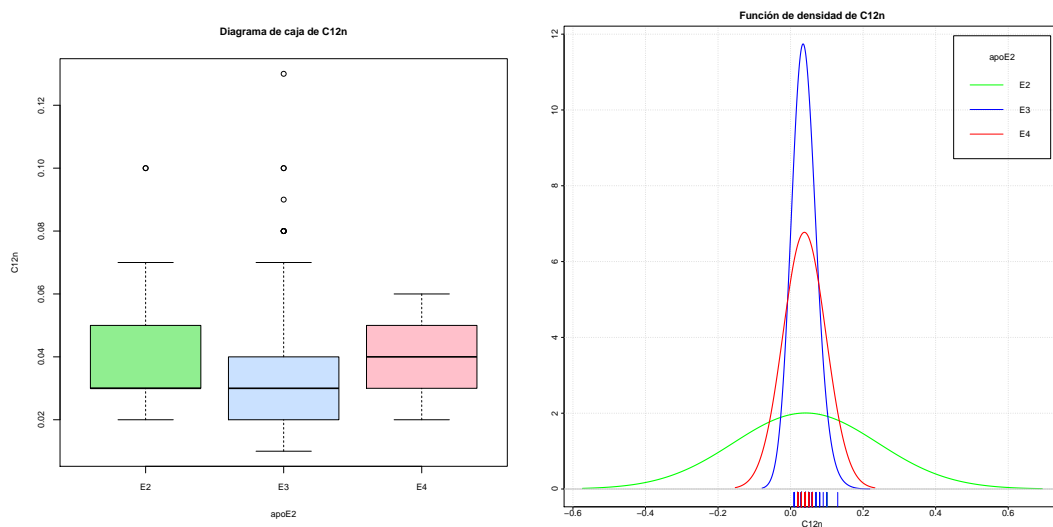 Diagrama de caja de C12n
C12n
0.12
0.10
0.08
0.06
0.04
0.02
E2
E3
E4
apoE2
Función de densidad de C12n
12
10
8
6
4
2
0
−0.6
−0.4
−0.2
0.0
0.2
0.4
0.6
C12n
apoE2
E2
E3
E4